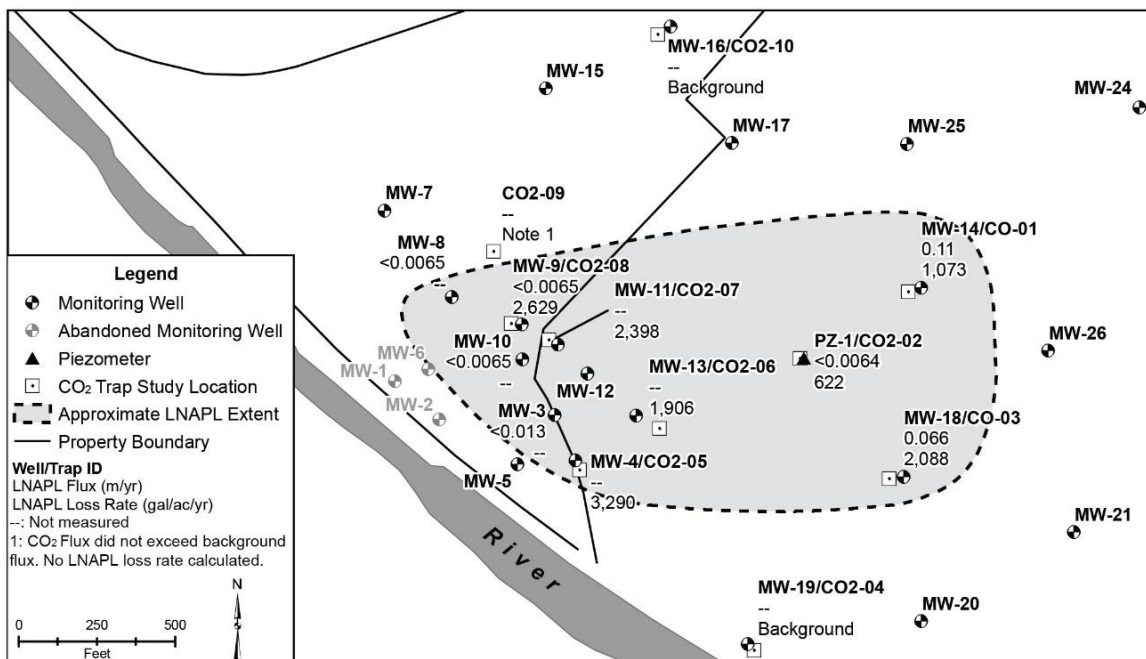 MW-16/CO2-10
--
Background
MW-15
MW-24
MW-17
MW-25
MW-7
CO2-09
--
Note 1
MW-8
<0.0065
--
MW-9/CO2-08
<0.0065
2,629
MW-11/CO2-07
--
2,398
MW-14/CO-01
0.11
1,073
MW-10
<0.0065
--
MW-6
MW-1
MW-2
MW-12
MW-13/CO2-06
--
1,906
PZ-1/CO2-02
<0.0064
622
MW-26
MW-3
<0.013
--
MW-18/CO-03
0.066
2,088
MW-5
MW-4/CO2-05
--
3,290
MW-21
River
MW-19/CO2-04
--
Background
MW-20
Legend
Monitoring Well
Abandoned Monitoring Well
Piezometer
CO₂ Trap Study Location
Approximate LNAPL Extent
Property Boundary
Well/Trap ID
LNAPL Flux (m/yr)
LNAPL Loss Rate (gal/ac/yr)
--: Not measured
1: CO₂ Flux did not exceed background
flux. No LNAPL loss rate calculated.
N
0 250 500
Feet